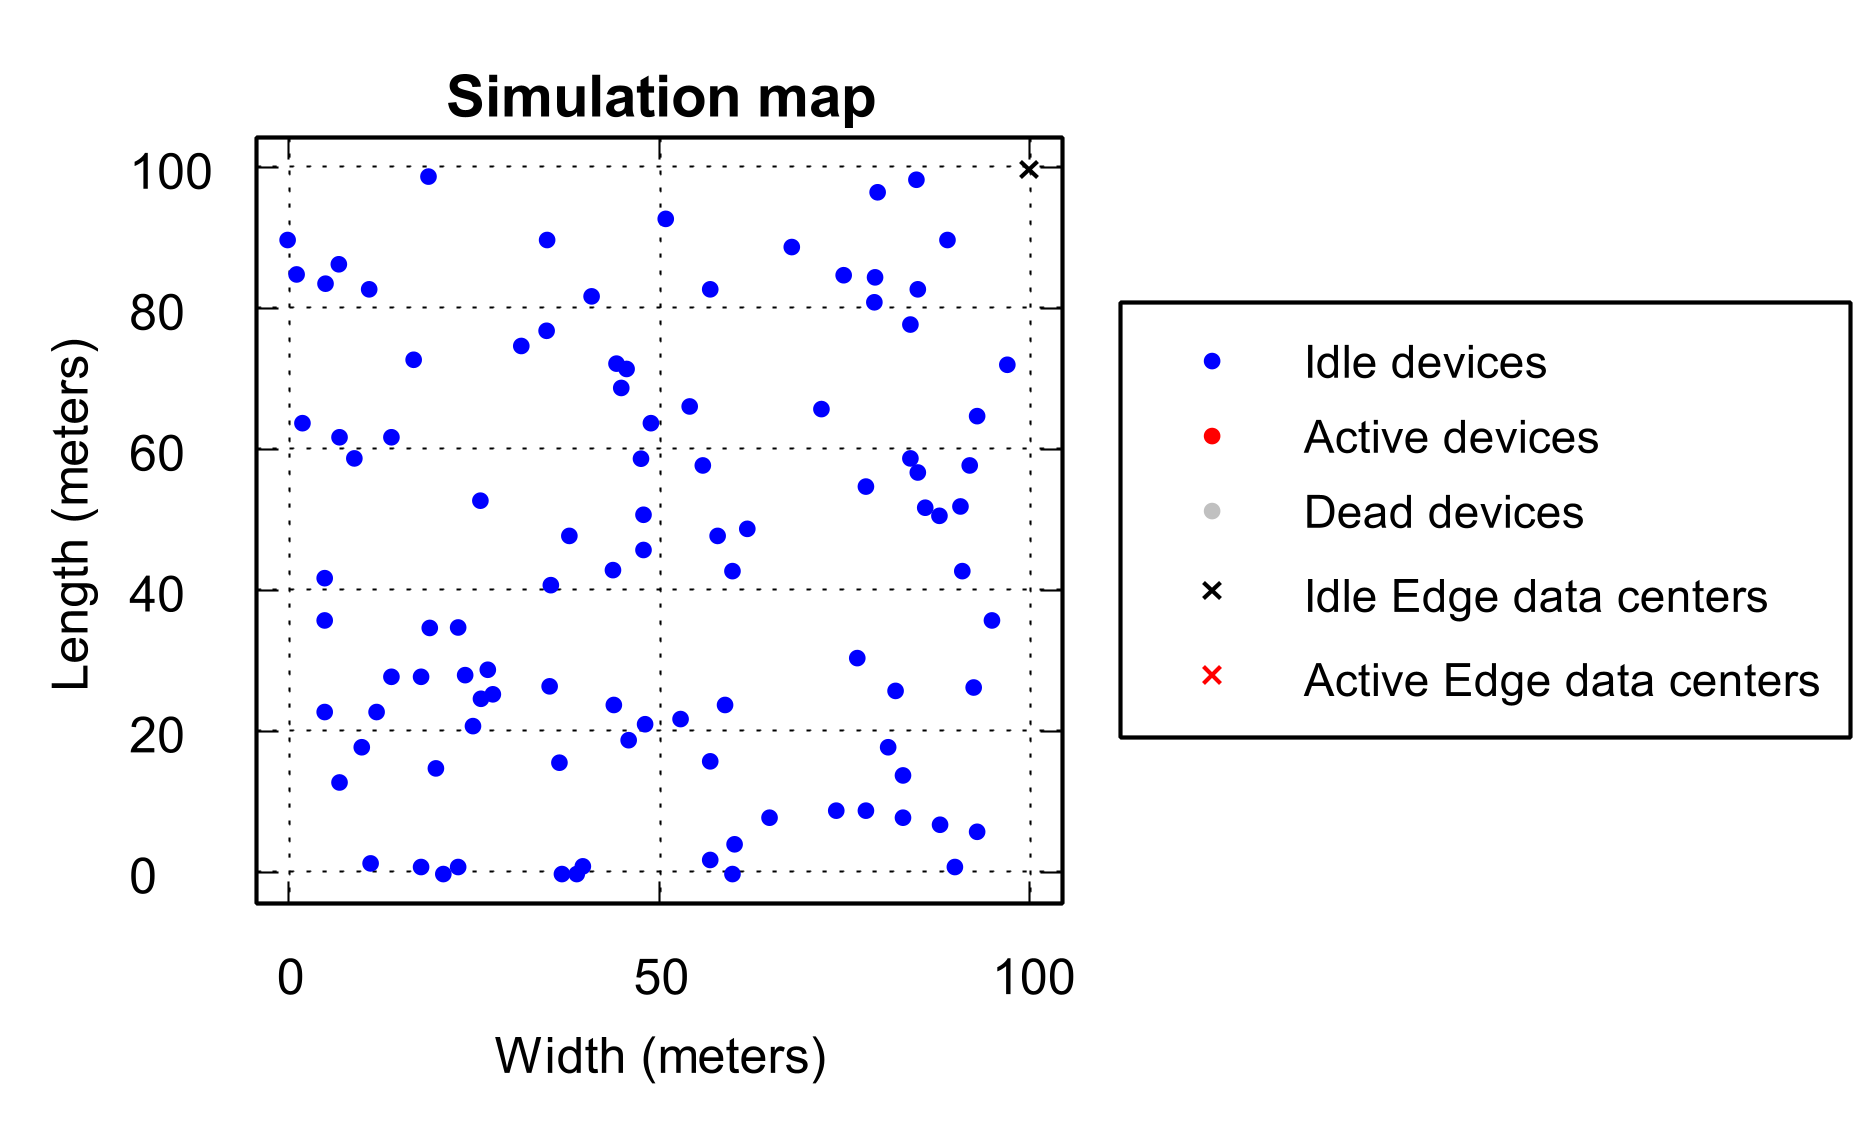 Simulation map
100
80
60
40
20
0
Length (meters)
0 50 100
Width (meters)
Idle devices
Active devices
Dead devices
Idle Edge data centers
Active Edge data centers